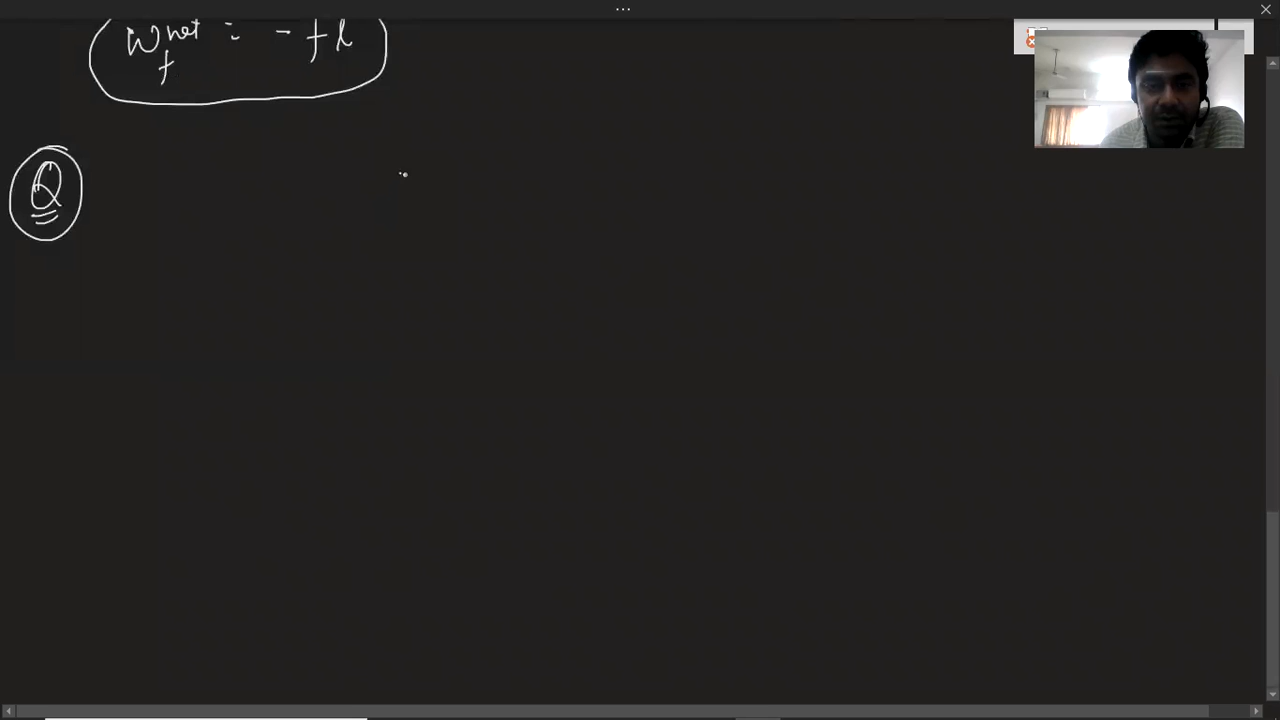 W_f^net = - fl
Q